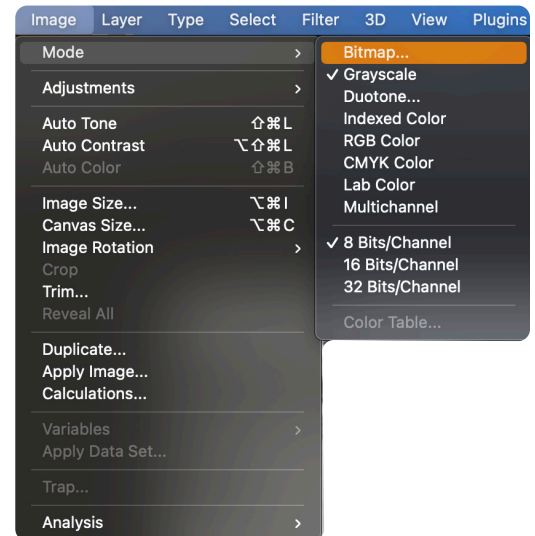 Image Layer Type Select Filter 3D View Plugins
Mode >
Adjustments >
Auto Tone ⇧⌘L
Auto Contrast ⌥⇧⌘L
Auto Color ⇧⌘B
Image Size... ⌥⌘I
Canvas Size... ⌥⌘C
Image Rotation >
Crop
Trim...
Reveal All
Duplicate...
Apply Image...
Calculations...
Variables >
Apply Data Set...
Trap...
Analysis >
Bitmap...
✓ Grayscale
Duotone...
Indexed Color
RGB Color
CMYK Color
Lab Color
Multichannel
✓ 8 Bits/Channel
16 Bits/Channel
32 Bits/Channel
Color Table...